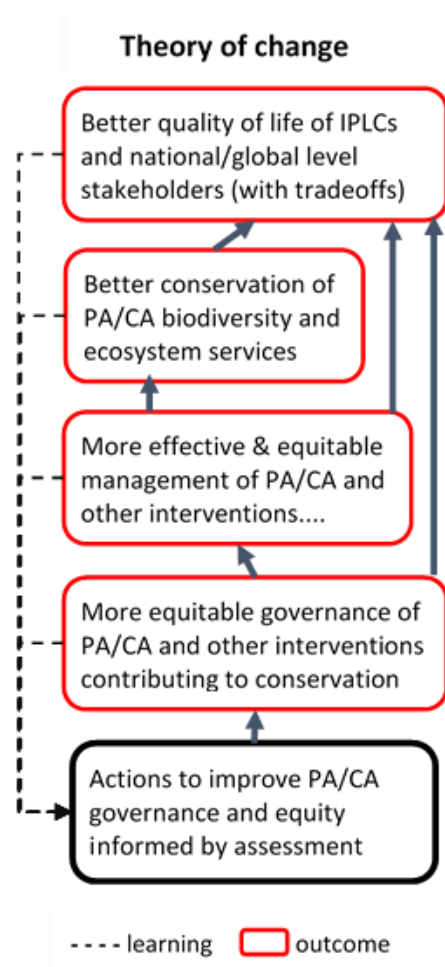 Theory of change
Better quality of life of IPLCs
and national/global level
stakeholders (with tradeoffs)
Better conservation of
PA/CA biodiversity and
ecosystem services
More effective & equitable
management of PA/CA and
other interventions....
More equitable governance of
PA/CA and other interventions
contributing to conservation
Actions to improve PA/CA
governance and equity
informed by assessment
learning outcome